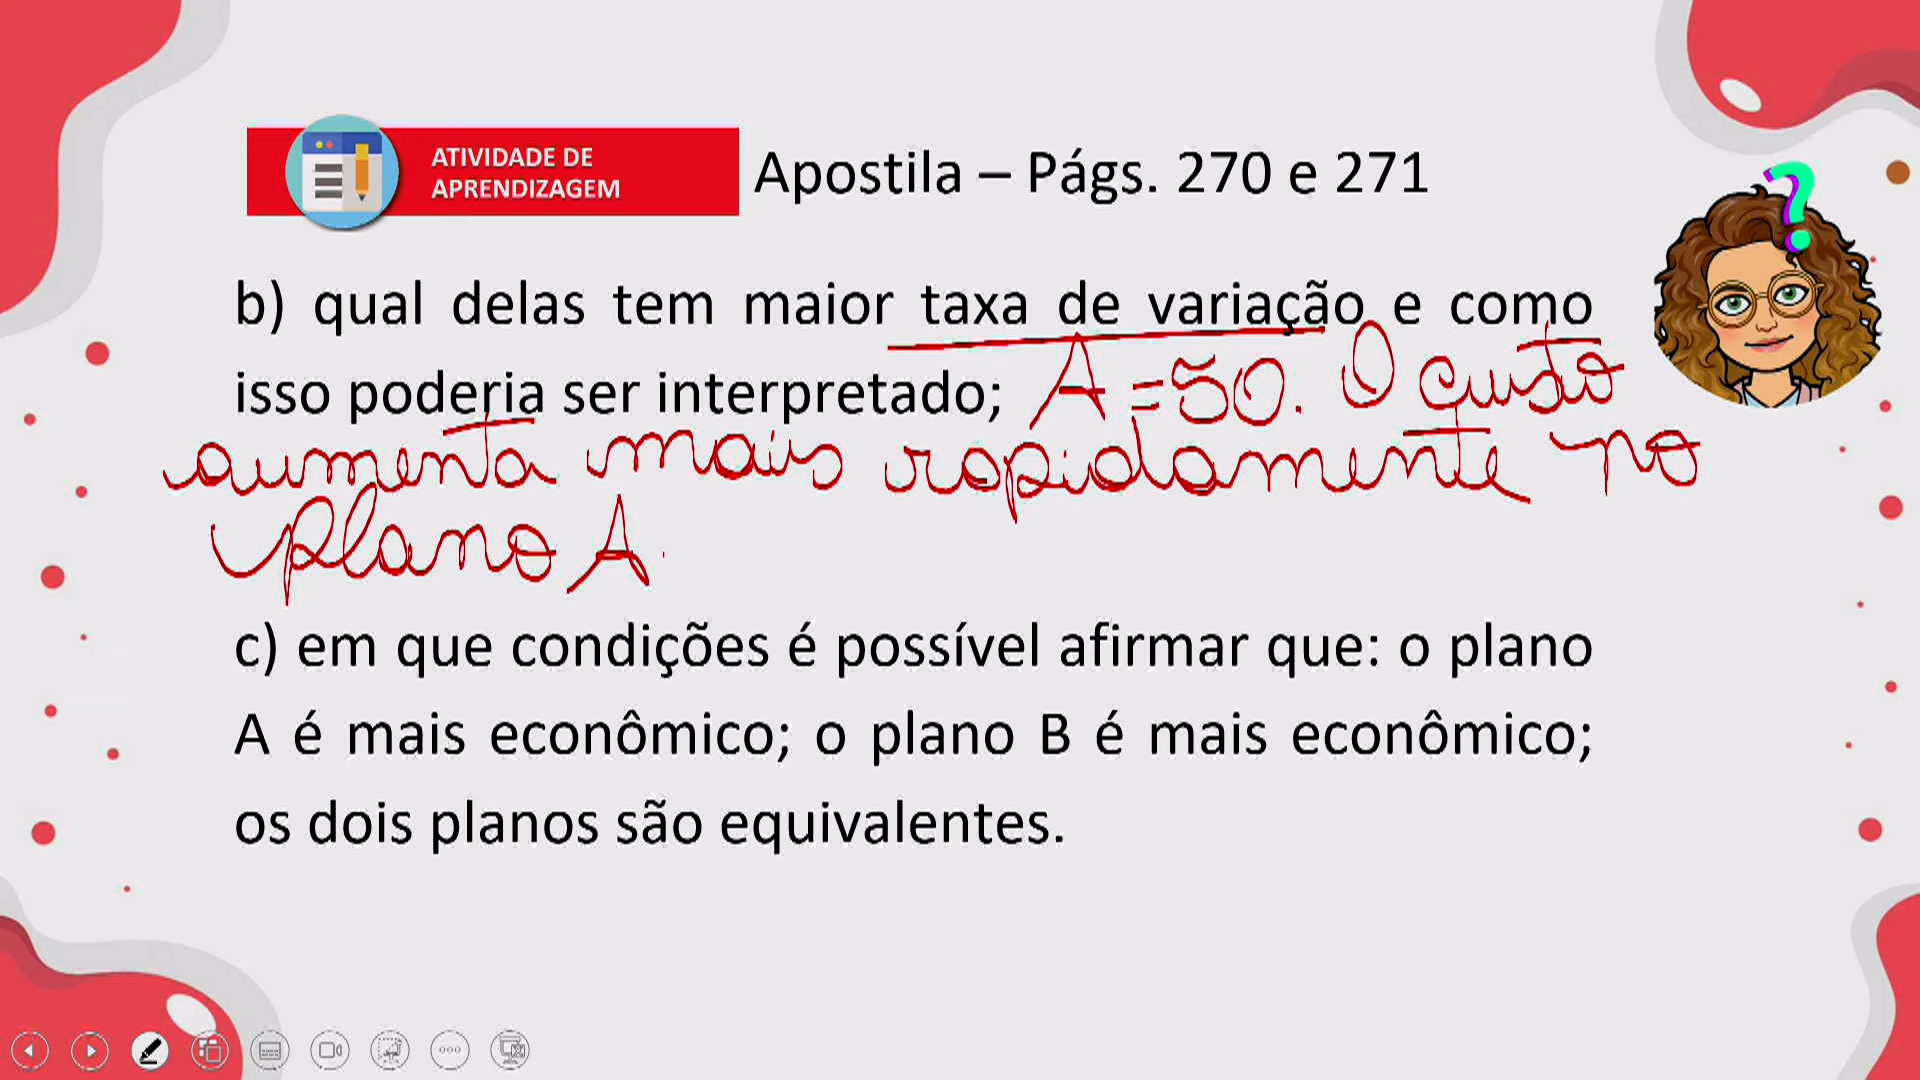 ATIVIDADE DE
APRENDIZAGEM
Apostila – Págs. 270 e 271
b) qual delas tem maior taxa de variação e como
isso poderia ser interpretado; A = 50. O custo
aumenta mais rapidamente no
plano A.
c) em que condições é possível afirmar que: o plano
A é mais econômico; o plano B é mais econômico;
os dois planos são equivalentes.